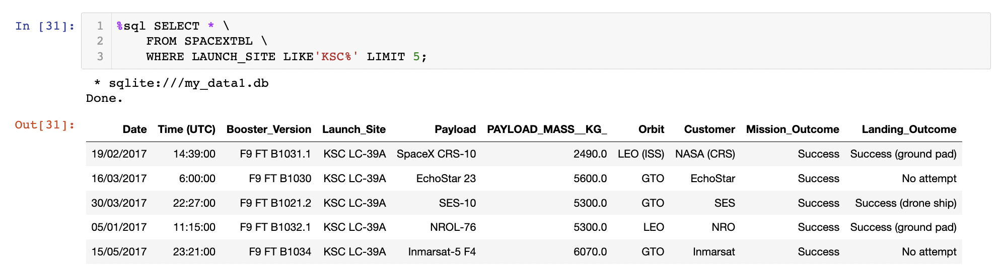 In [31]:
1 %sql SELECT * \
2 FROM SPACEXTBL \
3 WHERE LAUNCH_SITE LIKE'KSC%' LIMIT 5;
* sqlite:///my_data1.db
Done.
Out[31]:
Date Time (UTC) Booster_Version Launch_Site Payload PAYLOAD_MASS__KG_ Orbit Customer Mission_Outcome Landing_Outcome
19/02/2017 14:39:00 F9 FT B1031.1 KSC LC-39A SpaceX CRS-10 2490.0 LEO (ISS) NASA (CRS) Success Success (ground pad)
16/03/2017 6:00:00 F9 FT B1030 KSC LC-39A EchoStar 23 5600.0 GTO EchoStar Success No attempt
30/03/2017 22:27:00 F9 FT B1021.2 KSC LC-39A SES-10 5300.0 GTO SES Success Success (drone ship)
05/01/2017 11:15:00 F9 FT B1032.1 KSC LC-39A NROL-76 5300.0 LEO NRO Success Success (ground pad)
15/05/2017 23:21:00 F9 FT B1034 KSC LC-39A Inmarsat-5 F4 6070.0 GTO Inmarsat Success No attempt